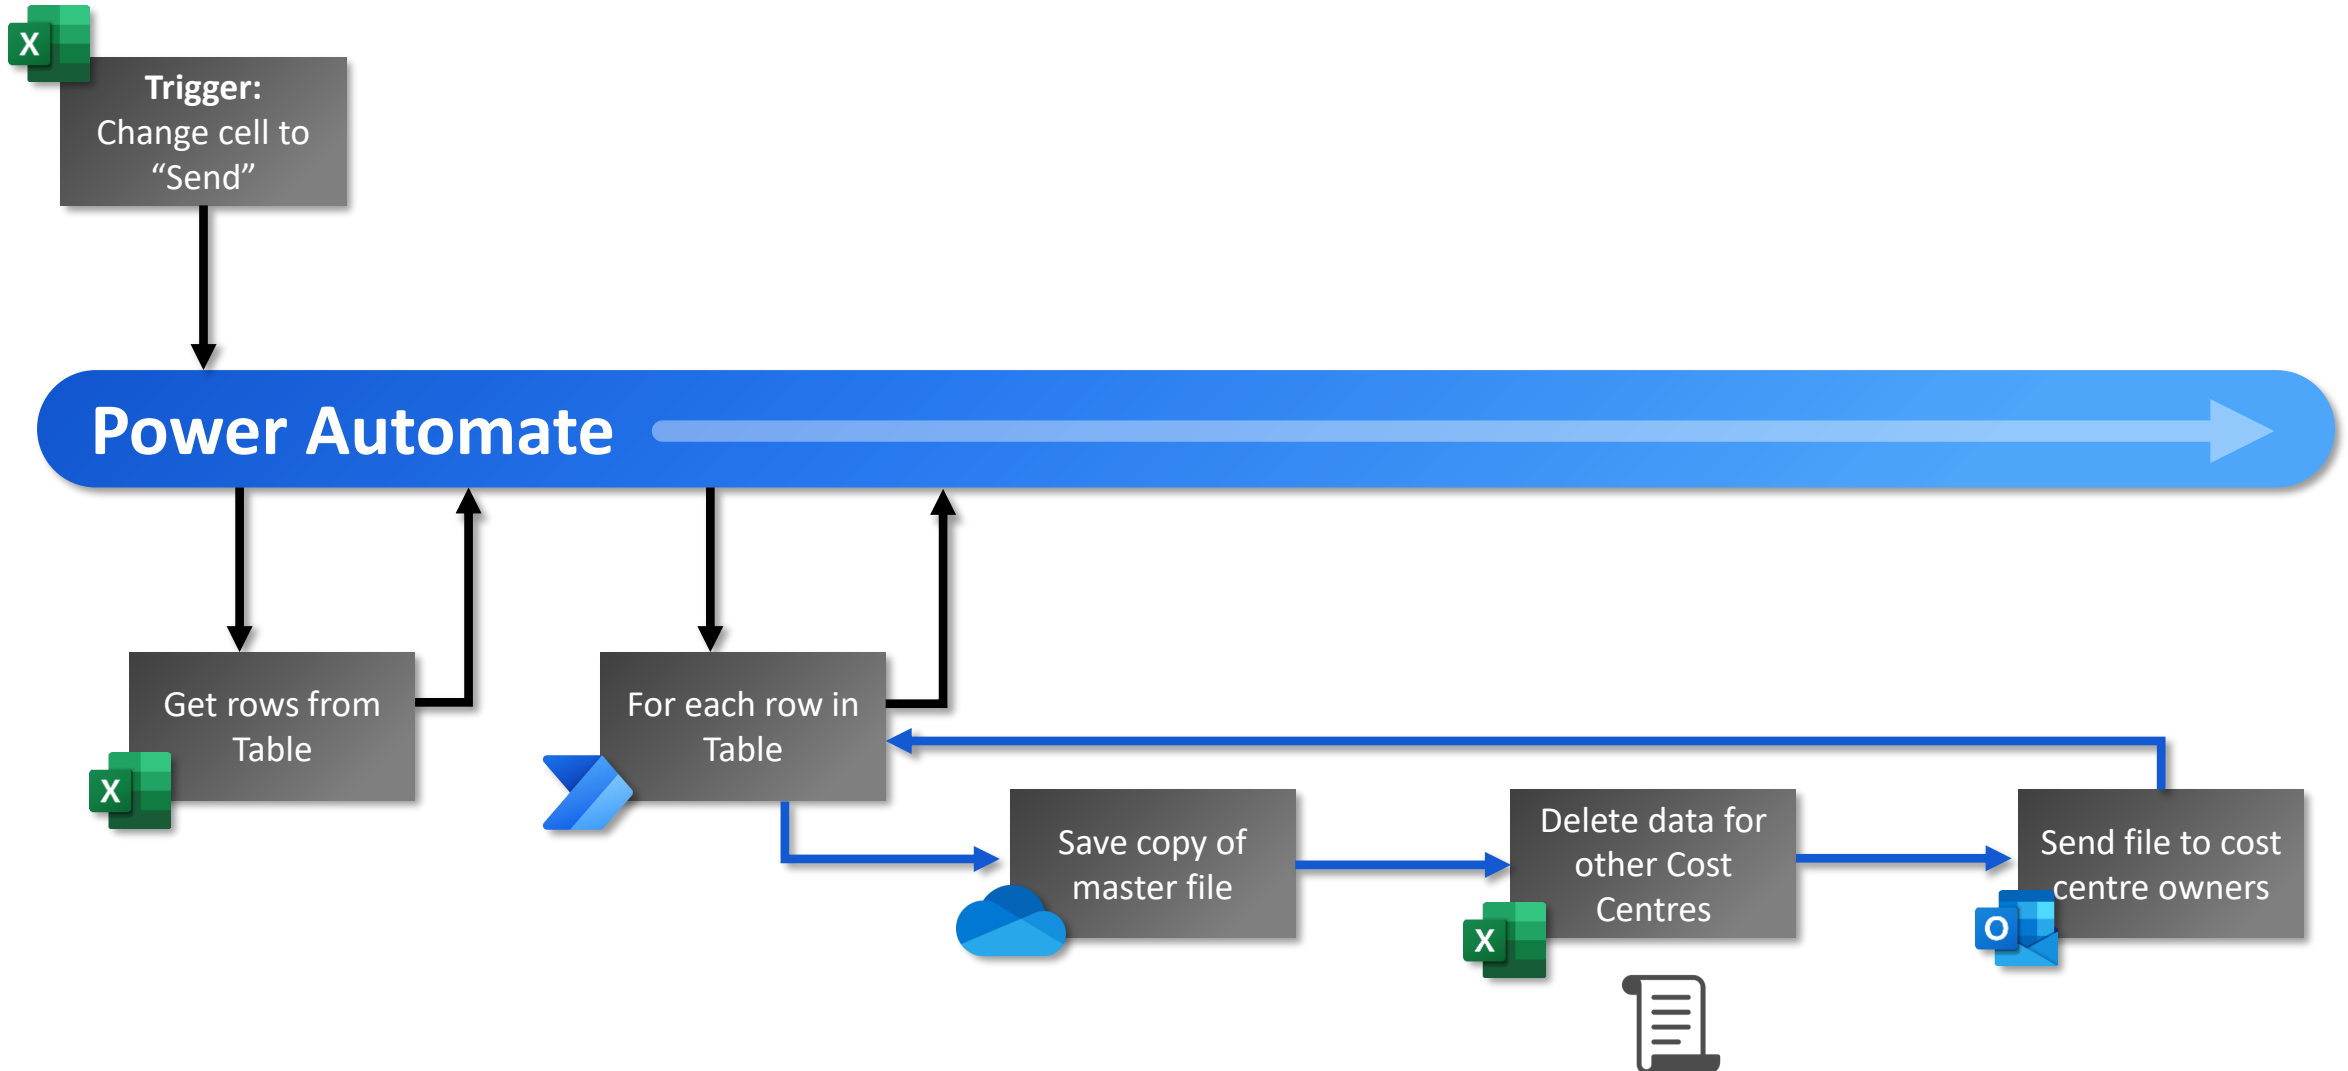 X
Trigger:
Change cell to
“Send”
Power Automate
Get rows from
Table
X
For each row in
Table
Save copy of
master file
Delete data for
other Cost
Centres
X
Send file to cost
centre owners
O